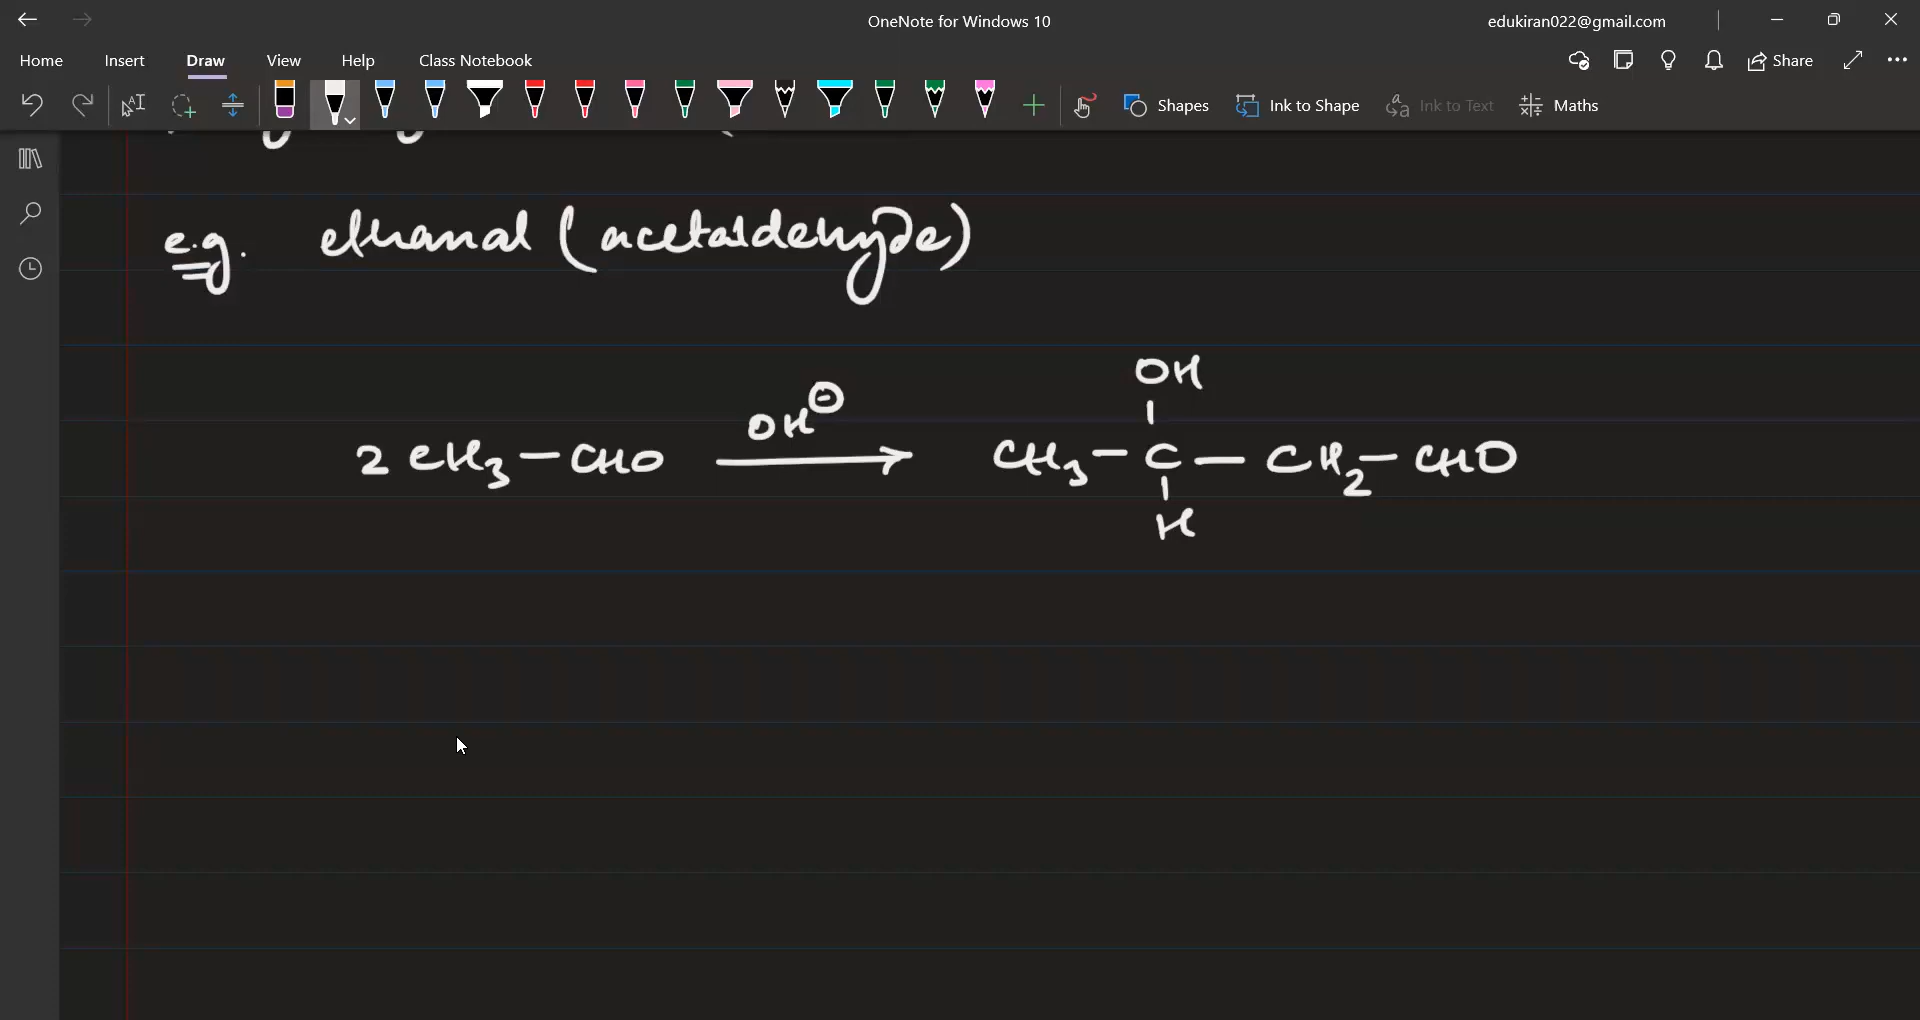 OneNote for Windows 10
edukiran022@gmail.com
Home Insert Draw View Help Class Notebook
Share
Shapes Ink to Shape Ink to Text Maths
e.g. ethanal (acetaldehyde)
OH
OH⊖
2 CH₃-CHO → CH₃-C-CH₂-CHO
H